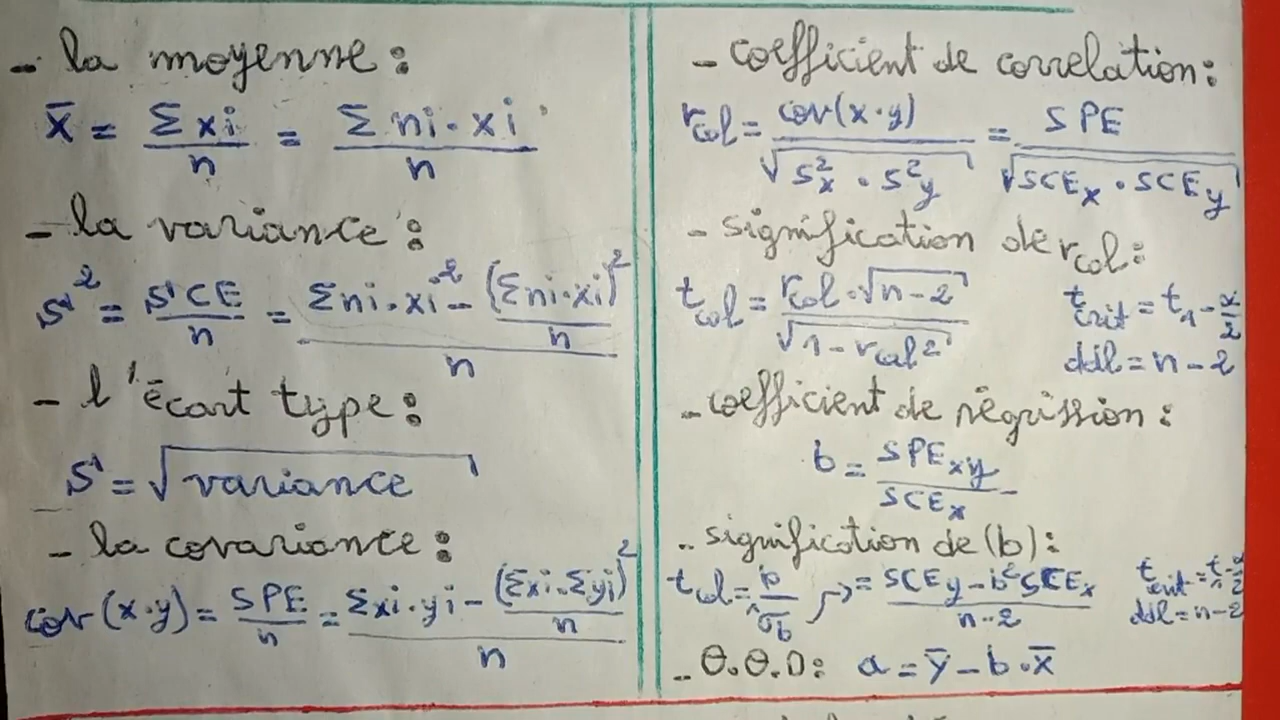 - la moyenne:
x̄ = Σxi/n = Σni·xi/n
- la variance:
S² = SCE/n = (Σni·xi² - (Σni·xi)²/n)/n
- l'écart type:
S = √variance
- la covariance:
cov(x·y) = SPE/n = (Σxi·yi - (Σxi·Σyi)²/n)/n
- coefficient de correlation:
rcal = cov(x·y)/√(S²x·S²y) = SPE/√(SCEx·SCEy)
- signification de rcal:
tcal = rcal·√(n-2)/√(1-rcal²) tcrit = t1-α/2
ddl = n-2
- coefficient de régression:
b = SPExy/SCEx
- signification de (b):
tcal = b/σ̂b → = (SCEy - b²SCEx)/(n-2) tcrit = t1-α/2
ddl = n-2
- O.O.O: a = ȳ - b·x̄